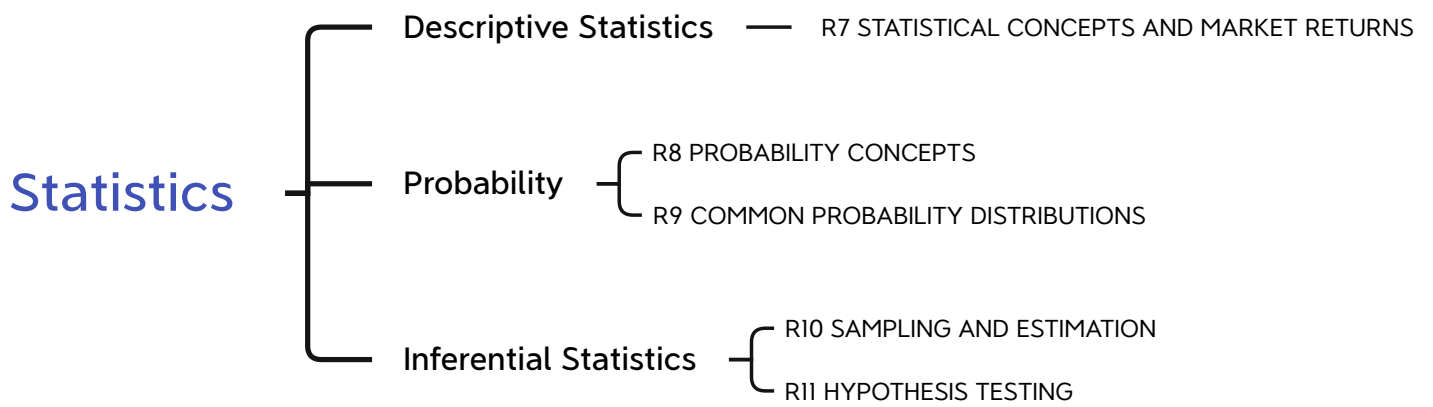 Statistics
Descriptive Statistics
R7 STATISTICAL CONCEPTS AND MARKET RETURNS
Probability
R8 PROBABILITY CONCEPTS
R9 COMMON PROBABILITY DISTRIBUTIONS
Inferential Statistics
R10 SAMPLING AND ESTIMATION
R11 HYPOTHESIS TESTING